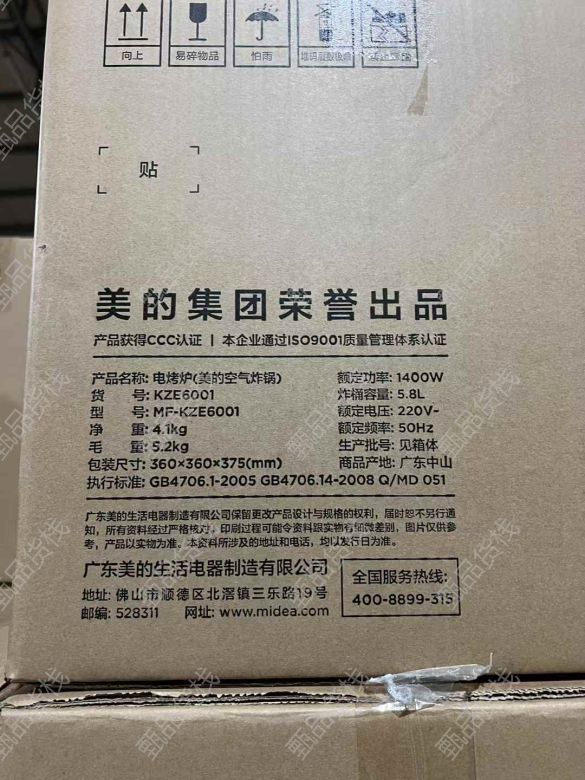 向上 易碎物品 怕雨
贴
美的集团荣誉出品
产品获得CCC认证 | 本企业通过ISO9001质量管理体系认证
产品名称: 电烤炉(美的空气炸锅) 额定功率: 1400W
货 号: KZE6001 炸桶容量: 5.8L
型 号: MF-KZE6001 额定电压: 220V~
净 重: 4.1kg 额定频率: 50Hz
毛 重: 5.2kg 生产批号: 见箱体
包装尺寸: 360×360×375(mm) 商品产地: 广东中山
执行标准: GB4706.1-2005 GB4706.14-2008 Q/MD 051
广东美的生活电器制造有限公司保留更改产品设计与规格的权利，届时恕不另行通
知，所有资料经过严格核对，印刷过程可能令资料跟实物有细微差别，图片仅供参
考，产品以实物为准。本资料所涉及的地址和电话，均以发行日为准。
广东美的生活电器制造有限公司
地址: 佛山市顺德区北滘镇三乐路19号
邮编: 528311 网址: www.midea.com
全国服务热线:
400-8899-315
甄品货栈